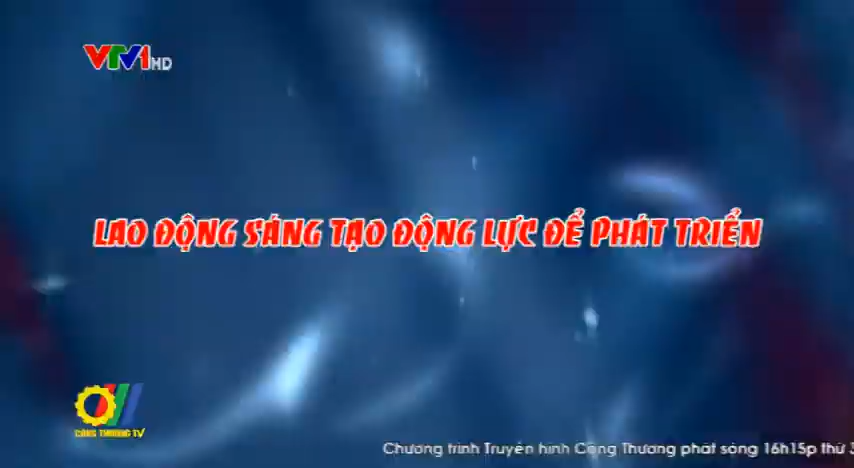 VTV1 HD
LAO ĐỘNG SÁNG TẠO ĐỘNG LỰC ĐỂ PHÁT TRIỂN
CÔNG THƯƠNG TV
Chương trình Truyền hình Công Thương phát sóng 16h15p thứ 3